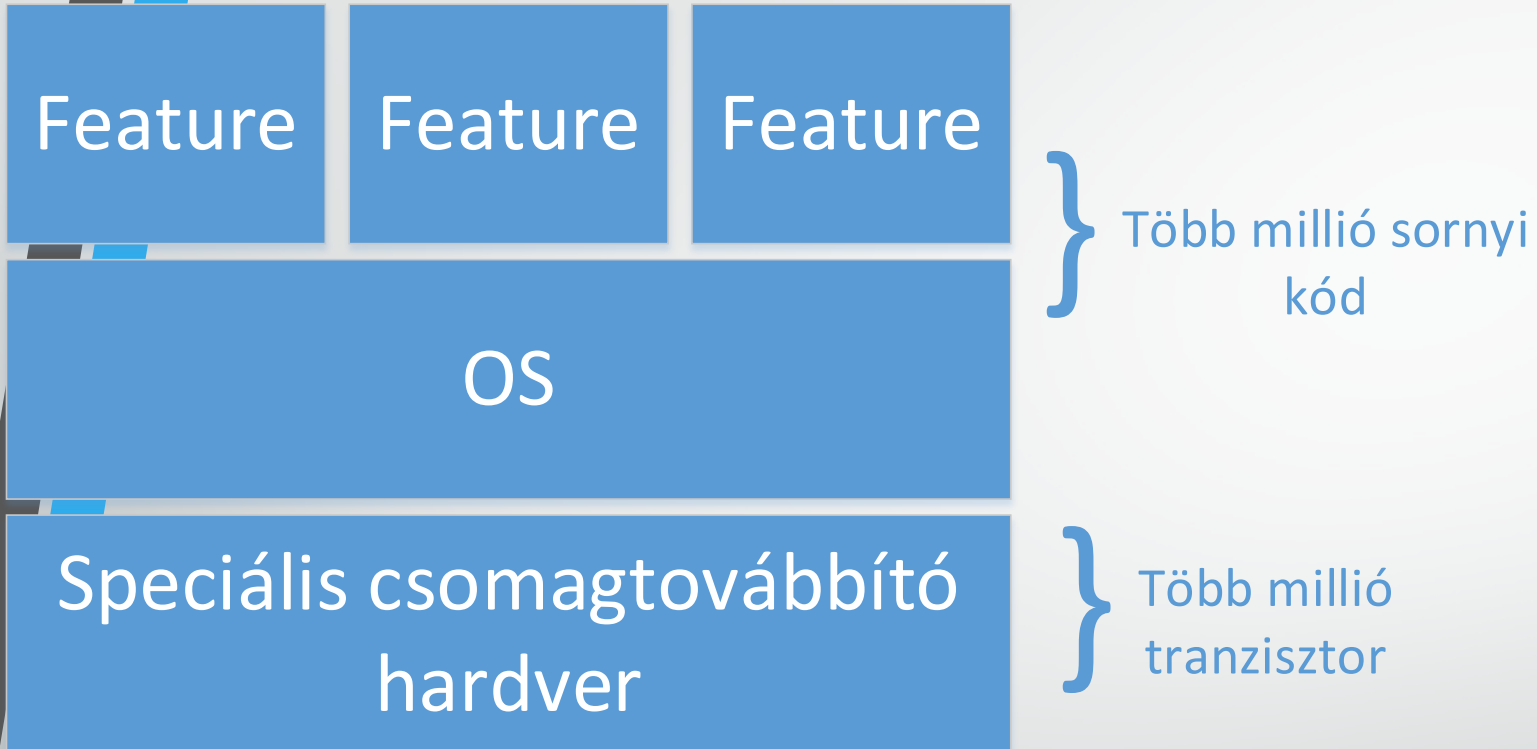 Feature Feature Feature
Több millió sornyi
kód
OS
Speciális csomagtovábbító
hardver
Több millió
tranzisztor